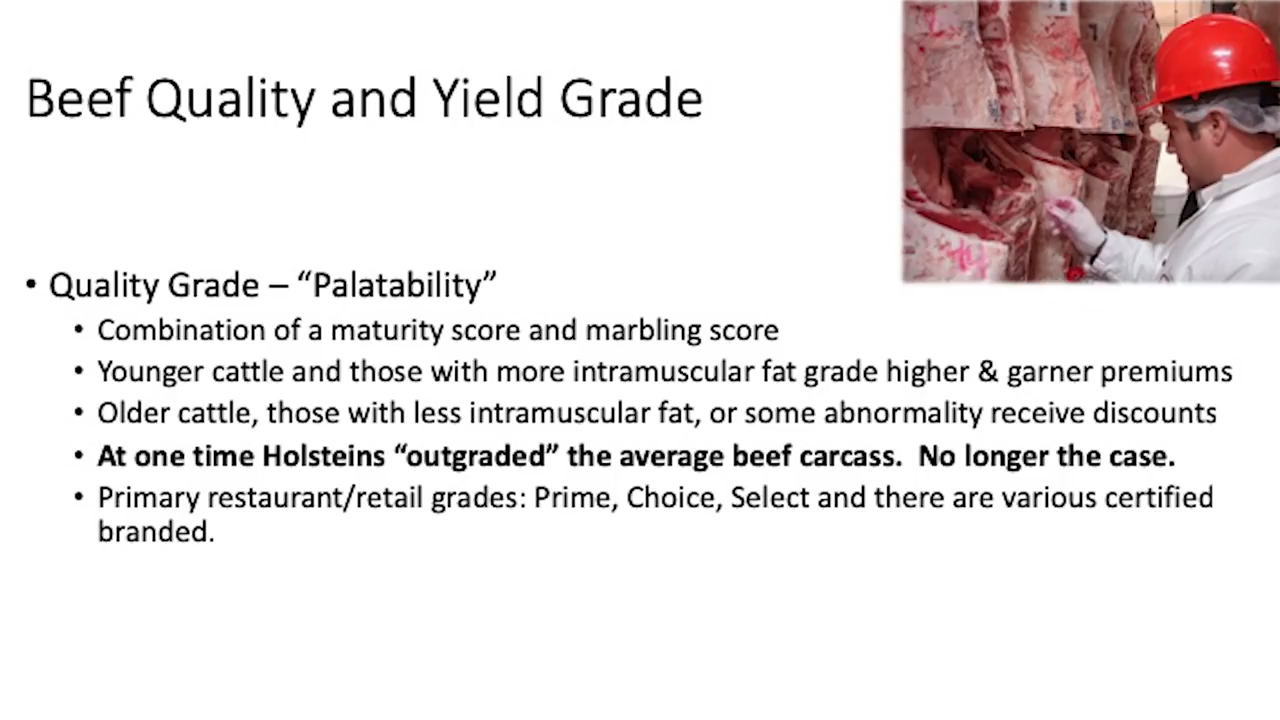 Beef Quality and Yield Grade
• Quality Grade – “Palatability”
• Combination of a maturity score and marbling score
• Younger cattle and those with more intramuscular fat grade higher & garner premiums
• Older cattle, those with less intramuscular fat, or some abnormality receive discounts
• At one time Holsteins “outgraded” the average beef carcass.  No longer the case.
• Primary restaurant/retail grades: Prime, Choice, Select and there are various certified
branded.